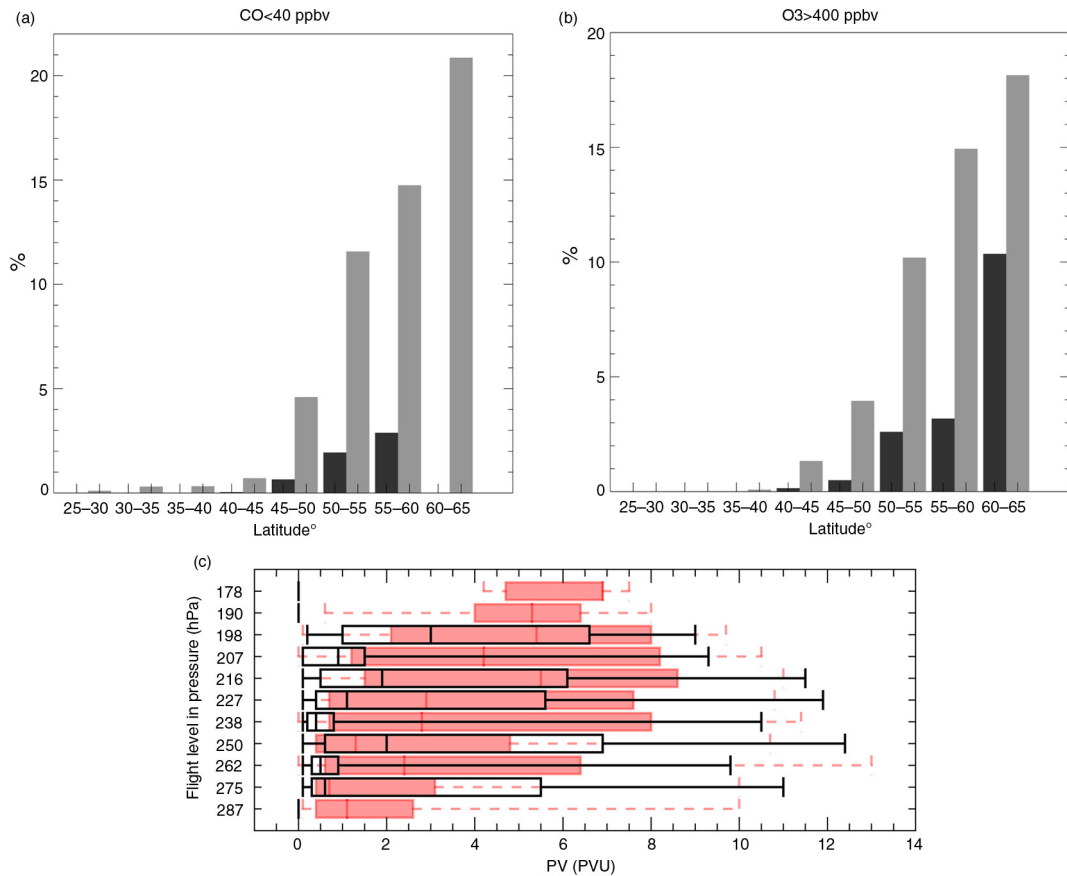 (a)
CO<40 ppbv
20
15
10
5
0
%
25–30 30–35 35–40 40–45 45–50 50–55 55–60 60–65
Latitude°
(b)
O3>400 ppbv
20
15
10
5
0
%
25–30 30–35 35–40 40–45 45–50 50–55 55–60 60–65
Latitude°
(c)
Flight level in pressure (hPa)
178
190
198
207
216
227
238
250
262
275
287
0 2 4 6 8 10 12 14
PV (PVU)